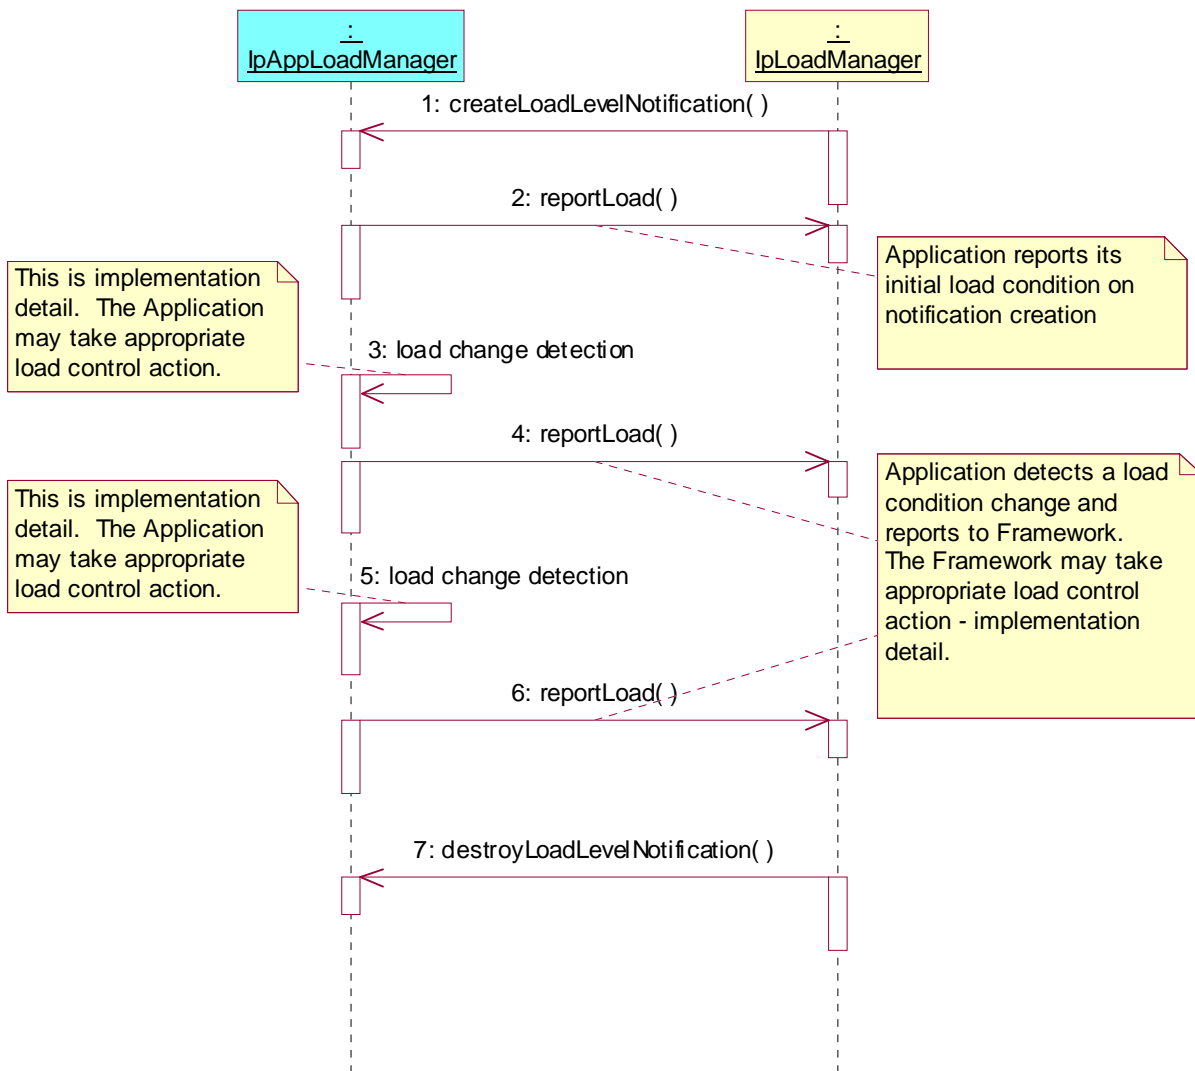 :
IpAppLoadManager
:
IpLoadManager
1: createLoadLevelNotification( )
2: reportLoad( )
Application reports its
initial load condition on
notification creation
This is implementation
detail.  The Application
may take appropriate
load control action.
3: load change detection
4: reportLoad( )
Application detects a load
condition change and
reports to Framework.
The Framework may take
appropriate load control
action - implementation
detail.
This is implementation
detail.  The Application
may take appropriate
load control action.
5: load change detection
6: reportLoad( )
7: destroyLoadLevelNotification( )